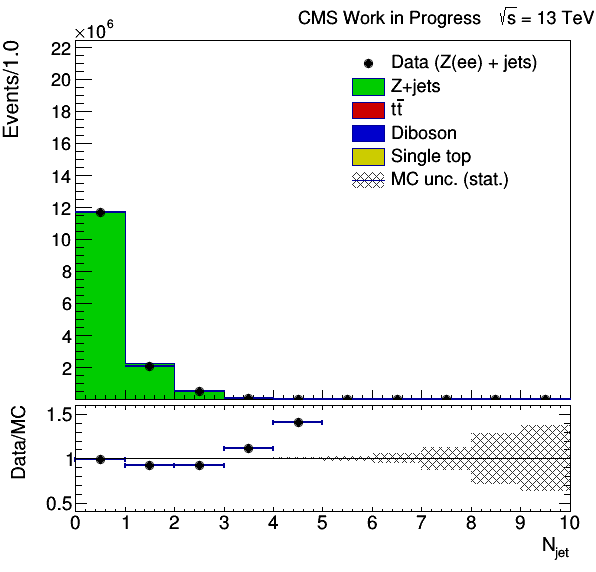 CMS Work in Progress √s = 13 TeV
×10⁶
Events/1.0
22
20
18
16
14
12
10
8
6
4
2
Data (Z(ee) + jets)
Z+jets
tt̄
Diboson
Single top
MC unc. (stat.)
Data/MC
1.5
1
0.5
0 1 2 3 4 5 6 7 8 9 10
N_jet